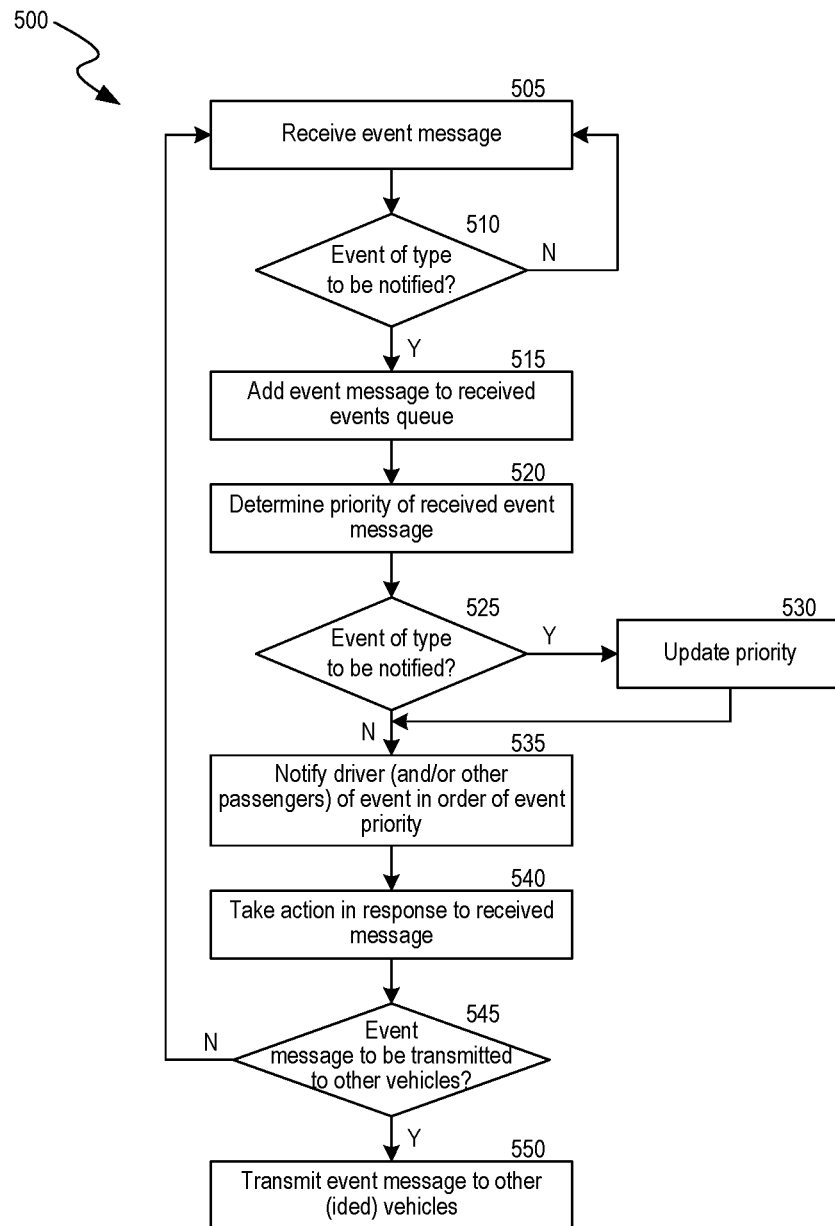 500
505
Receive event message
510
Event of type
to be notified?
N
Y
515
Add event message to received
events queue
520
Determine priority of received event
message
525
Event of type
to be notified?
Y
530
Update priority
N
535
Notify driver (and/or other
passengers) of event in order of event
priority
540
Take action in response to received
message
545
Event
message to be transmitted
to other vehicles?
N
Y
550
Transmit event message to other
(ided) vehicles